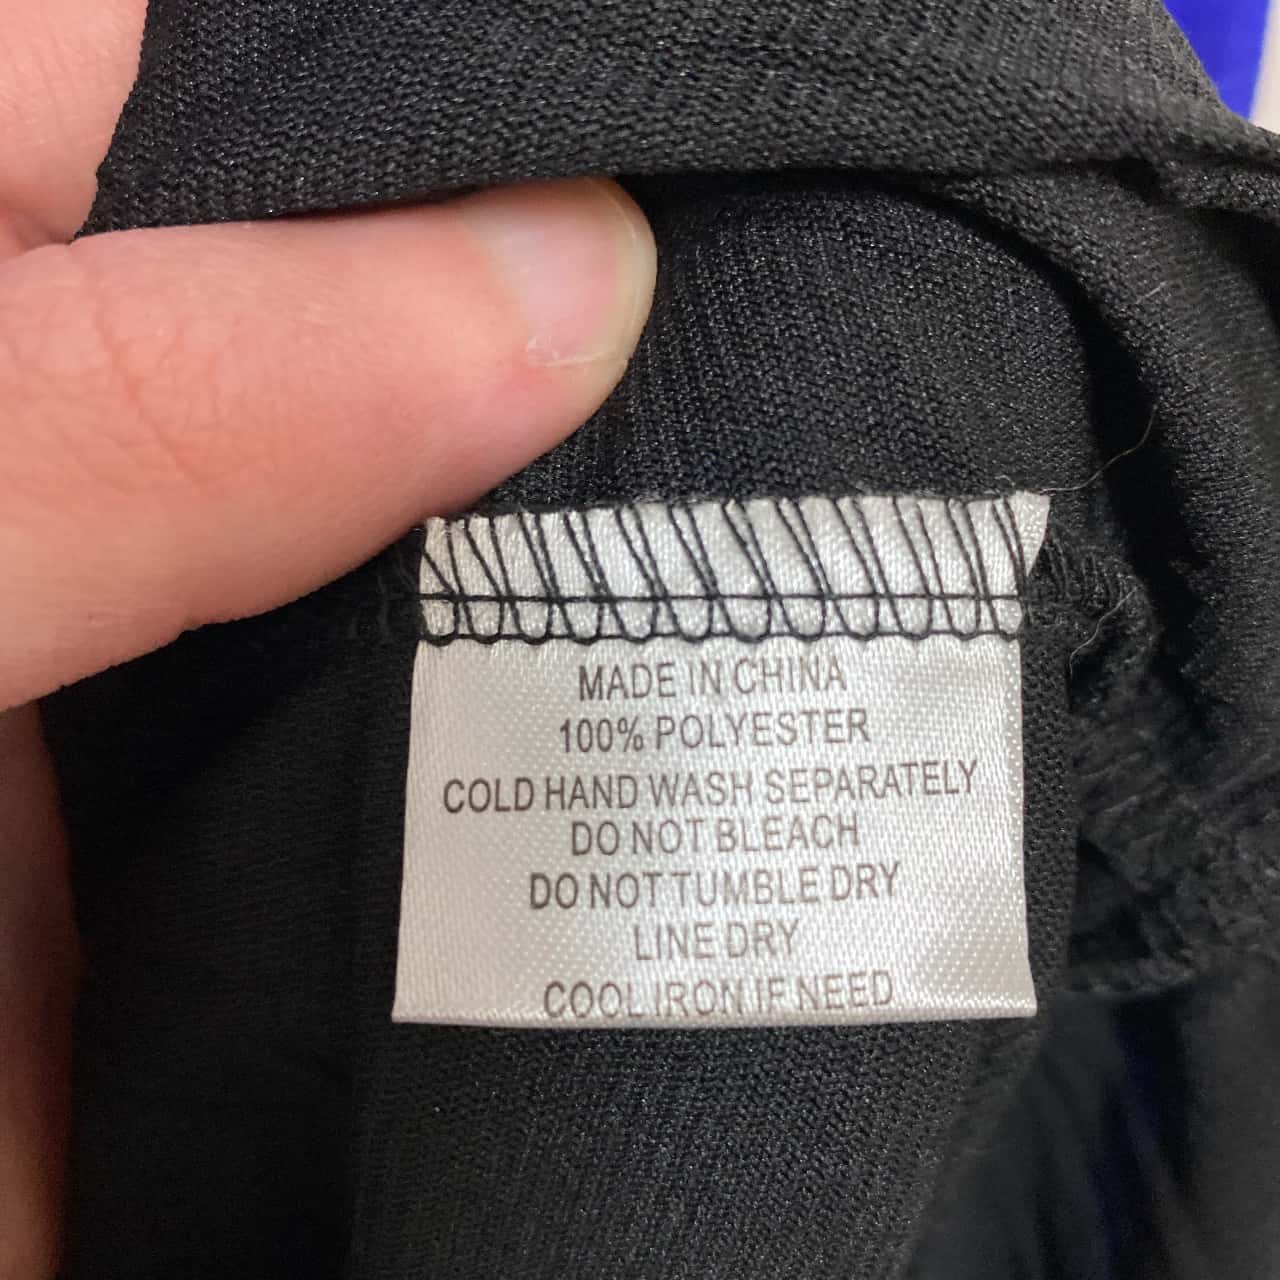 MADE IN CHINA
100% POLYESTER
COLD HAND WASH SEPARATELY
DO NOT BLEACH
DO NOT TUMBLE DRY
LINE DRY
COOL IRON IF NEED